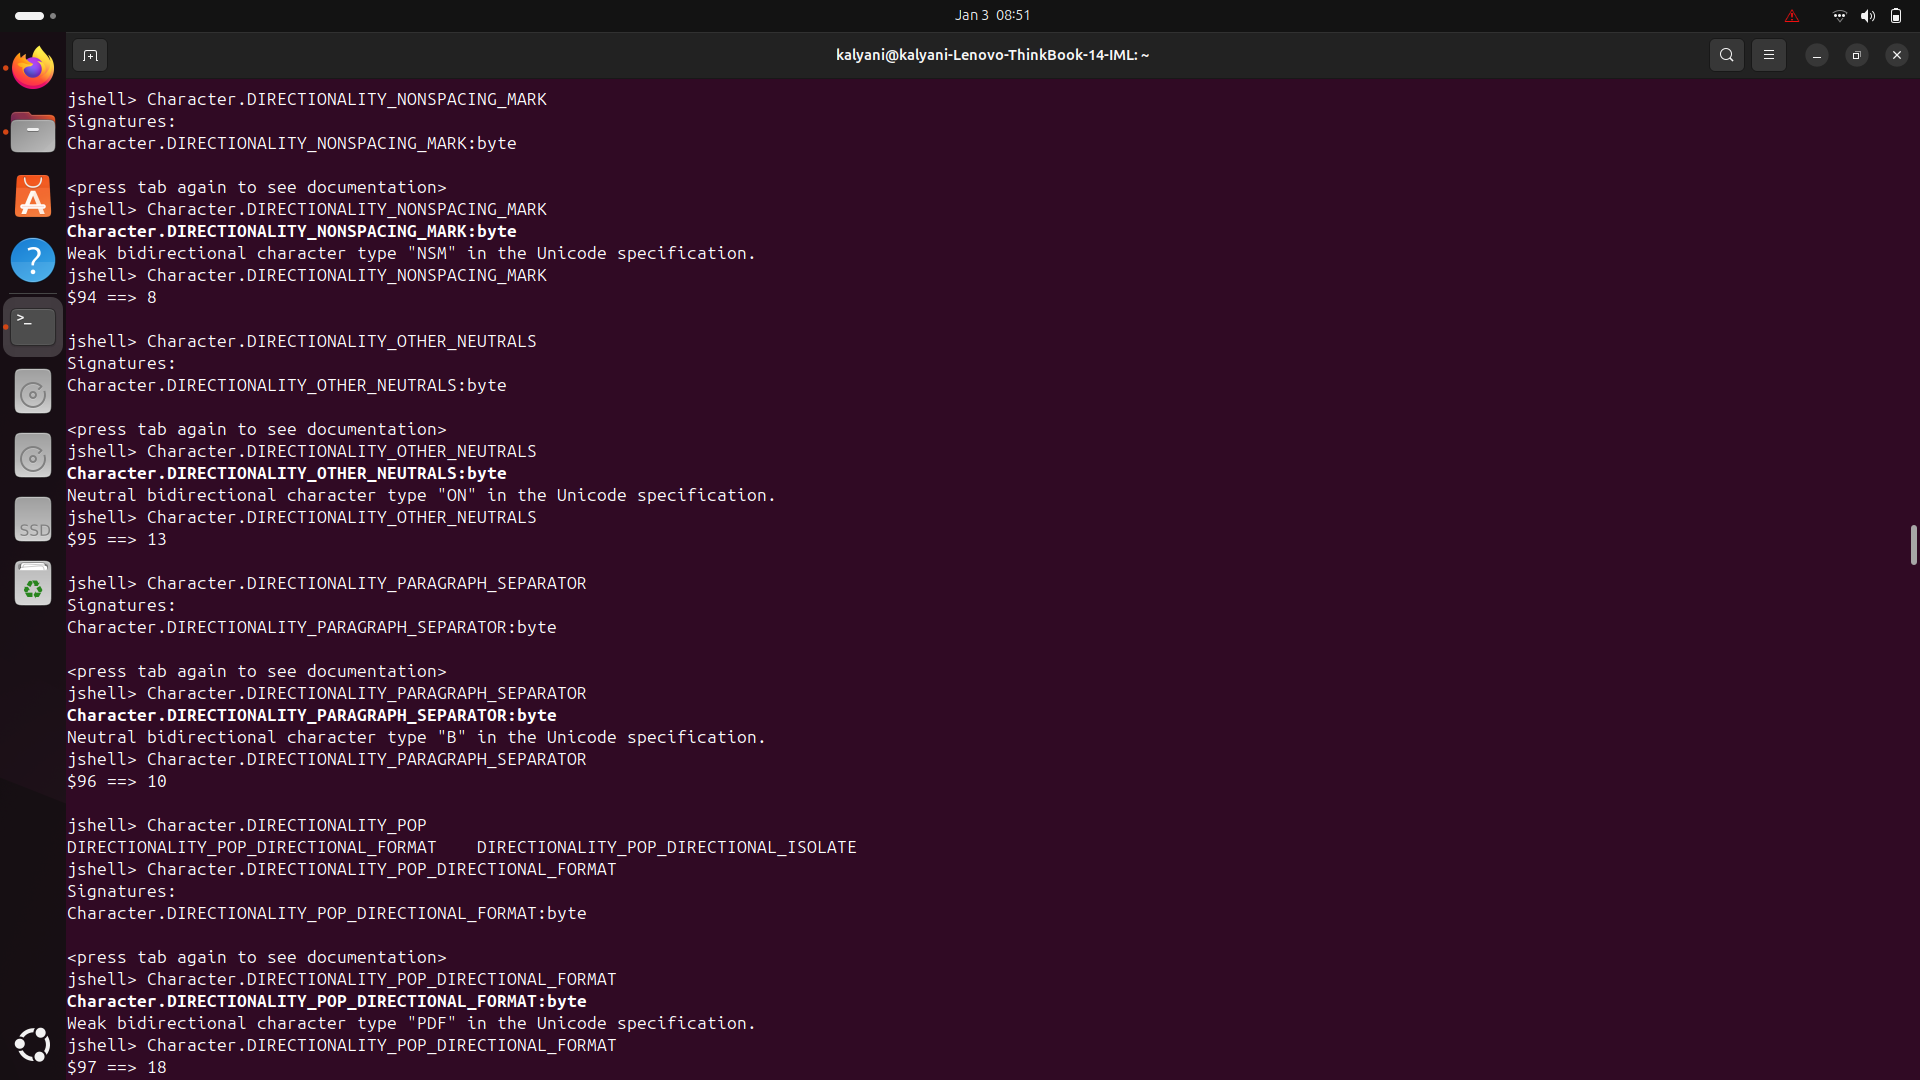 Jan 3 08:51
kalyani@kalyani-Lenovo-ThinkBook-14-IML: ~
jshell> Character.DIRECTIONALITY_NONSPACING_MARK
Signatures:
Character.DIRECTIONALITY_NONSPACING_MARK:byte
<press tab again to see documentation>
jshell> Character.DIRECTIONALITY_NONSPACING_MARK
Character.DIRECTIONALITY_NONSPACING_MARK:byte
Weak bidirectional character type "NSM" in the Unicode specification.
jshell> Character.DIRECTIONALITY_NONSPACING_MARK
$94 ==> 8
jshell> Character.DIRECTIONALITY_OTHER_NEUTRALS
Signatures:
Character.DIRECTIONALITY_OTHER_NEUTRALS:byte
<press tab again to see documentation>
jshell> Character.DIRECTIONALITY_OTHER_NEUTRALS
Character.DIRECTIONALITY_OTHER_NEUTRALS:byte
Neutral bidirectional character type "ON" in the Unicode specification.
jshell> Character.DIRECTIONALITY_OTHER_NEUTRALS
$95 ==> 13
jshell> Character.DIRECTIONALITY_PARAGRAPH_SEPARATOR
Signatures:
Character.DIRECTIONALITY_PARAGRAPH_SEPARATOR:byte
<press tab again to see documentation>
jshell> Character.DIRECTIONALITY_PARAGRAPH_SEPARATOR
Character.DIRECTIONALITY_PARAGRAPH_SEPARATOR:byte
Neutral bidirectional character type "B" in the Unicode specification.
jshell> Character.DIRECTIONALITY_PARAGRAPH_SEPARATOR
$96 ==> 10
jshell> Character.DIRECTIONALITY_POP
DIRECTIONALITY_POP_DIRECTIONAL_FORMAT    DIRECTIONALITY_POP_DIRECTIONAL_ISOLATE
jshell> Character.DIRECTIONALITY_POP_DIRECTIONAL_FORMAT
Signatures:
Character.DIRECTIONALITY_POP_DIRECTIONAL_FORMAT:byte
<press tab again to see documentation>
jshell> Character.DIRECTIONALITY_POP_DIRECTIONAL_FORMAT
Character.DIRECTIONALITY_POP_DIRECTIONAL_FORMAT:byte
Weak bidirectional character type "PDF" in the Unicode specification.
jshell> Character.DIRECTIONALITY_POP_DIRECTIONAL_FORMAT
$97 ==> 18
SSD